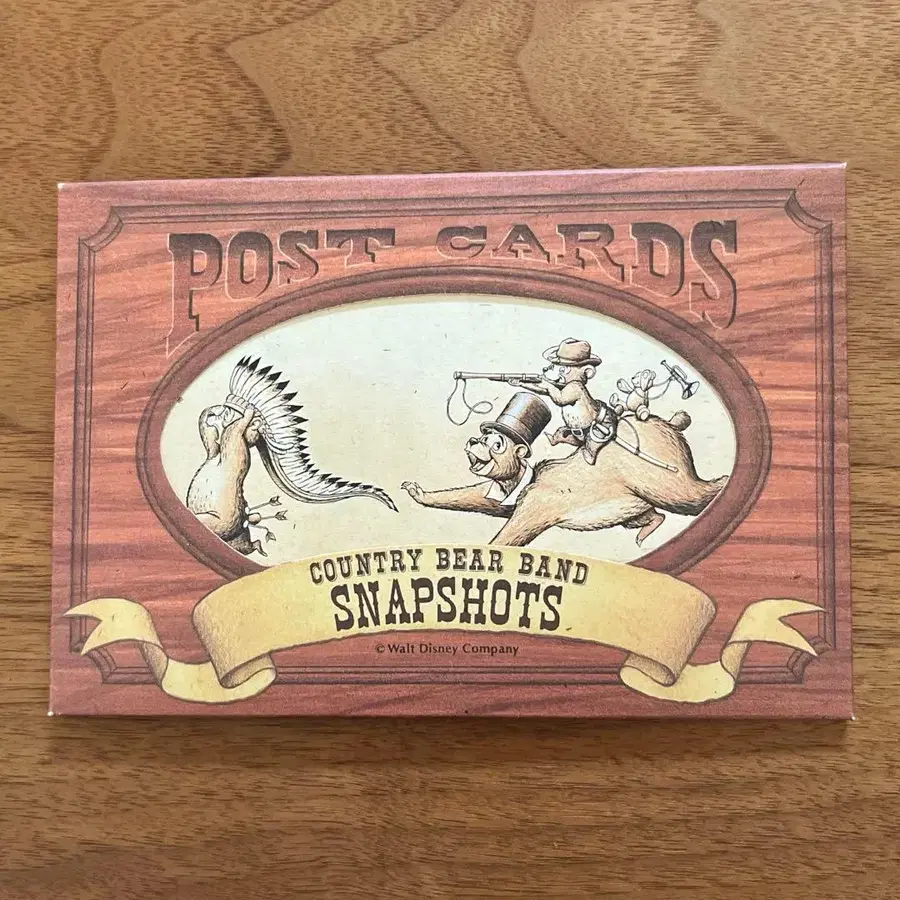 POST CARDS
COUNTRY BEAR BAND
SNAPSHOTS
© Walt Disney Company